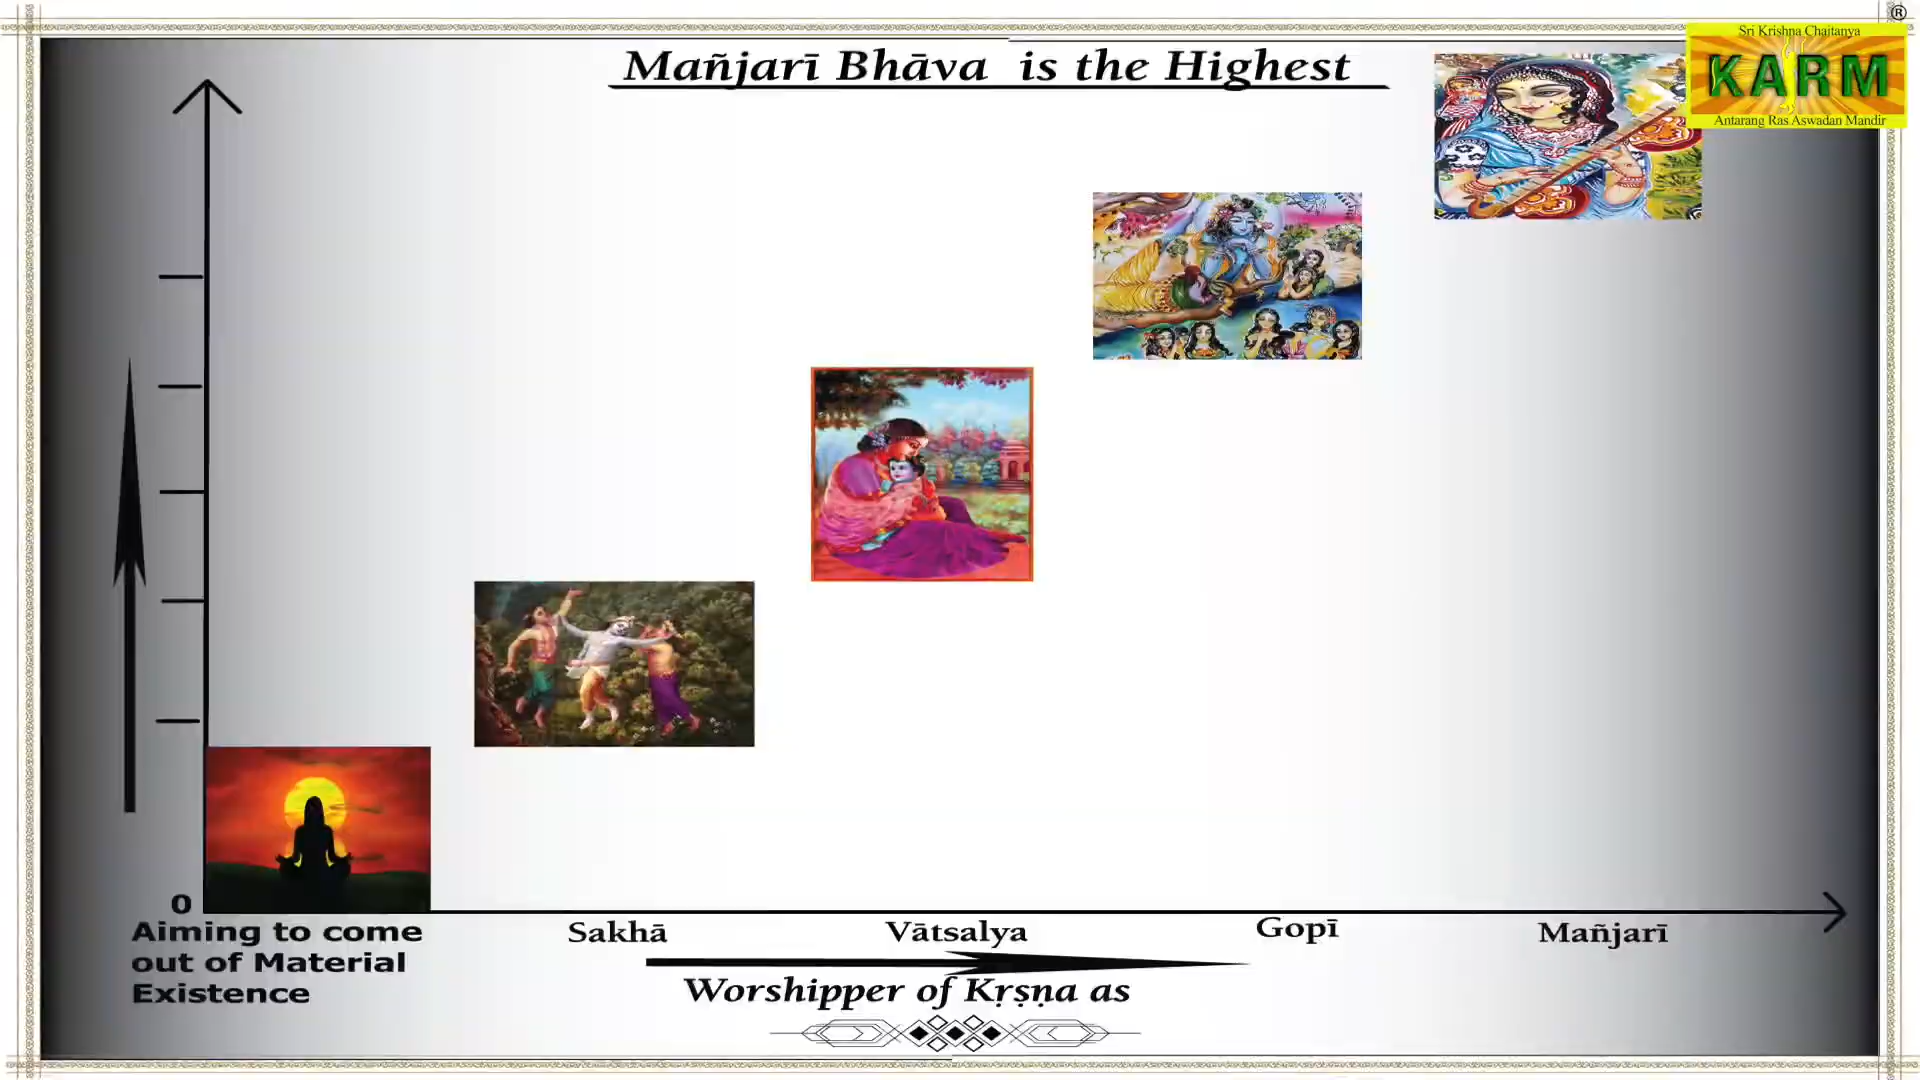 ®
Sri Krishna Chaitanya
KARM
Antarang Ras Aswadan Mandir
Mañjarī Bhāva is the Highest
0
Aiming to come
out of Material
Existence
Sakhā
Vātsalya
Gopī
Mañjarī
Worshipper of Kṛṣṇa as